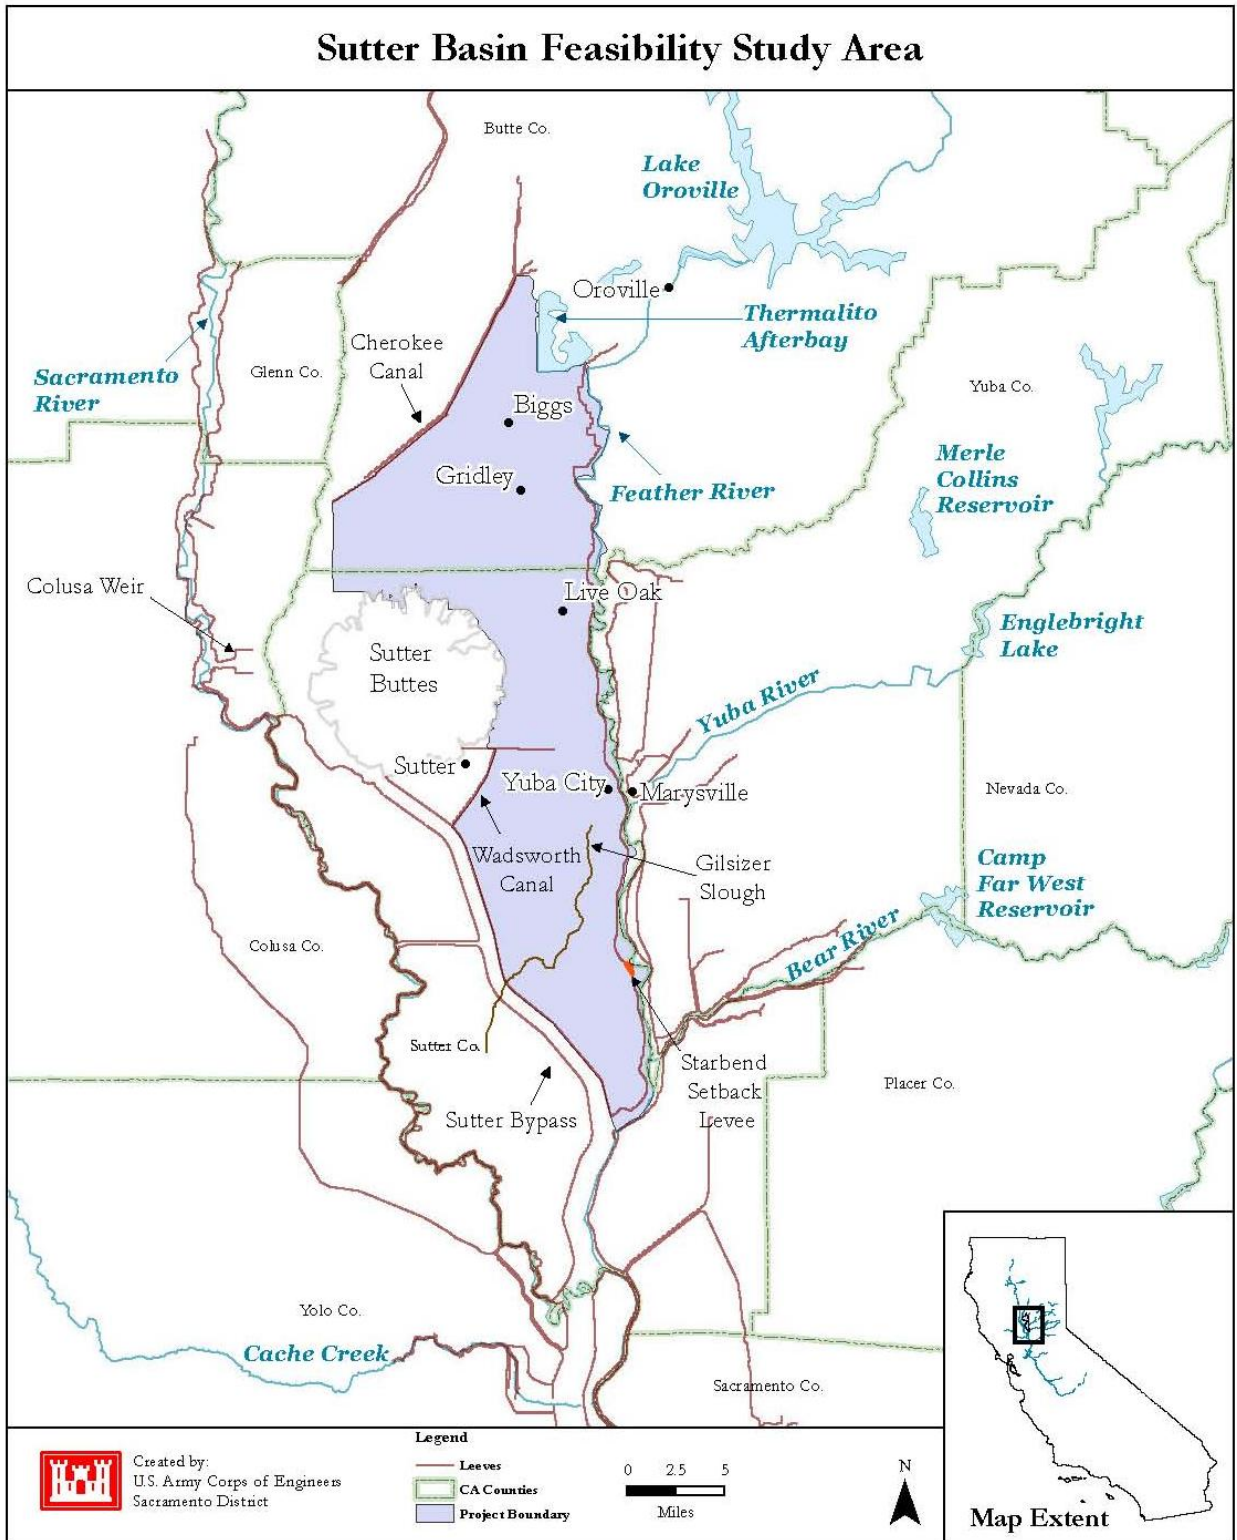 Sutter Basin Feasibility Study Area
Butte Co.
Lake
Oroville
Oroville
Thermalito
Afterbay
Cherokee
Canal
Glenn Co.
Sacramento
River
Yuba Co.
Biggs
Gridley
Feather River
Merle
Collins
Reservoir
Colusa Weir
Live Oak
Englebright
Lake
Sutter
Buttes
Yuba River
Sutter
Yuba City
Marysville
Nevada Co.
Wadsworth
Canal
Gilsizer
Slough
Camp
Far West
Reservoir
Colusa Co.
Bear River
Sutter Co.
Starbend
Setback
Levee
Placer Co.
Sutter Bypass
Yolo Co.
Cache Creek
Sacramento Co.
Created by:
U.S. Army Corps of Engineers
Sacramento District
Legend
Leeves
CA Counties
Project Boundary
0 2.5 5
Miles
N
Map Extent